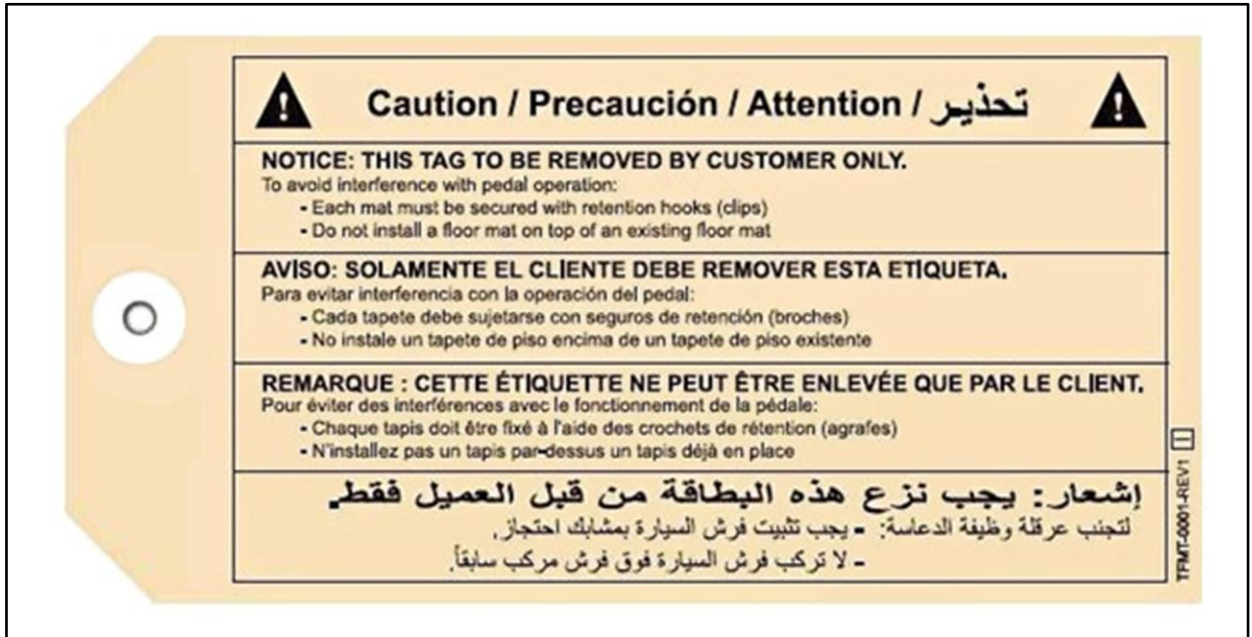 Caution / Precaución / Attention / تحذير
NOTICE: THIS TAG TO BE REMOVED BY CUSTOMER ONLY.
To avoid interference with pedal operation:
- Each mat must be secured with retention hooks (clips)
- Do not install a floor mat on top of an existing floor mat
AVISO: SOLAMENTE EL CLIENTE DEBE REMOVER ESTA ETIQUETA.
Para evitar interferencia con la operación del pedal:
- Cada tapete debe sujetarse con seguros de retención (broches)
- No instale un tapete de piso encima de un tapete de piso existente
REMARQUE : CETTE ÉTIQUETTE NE PEUT ÊTRE ENLEVÉE QUE PAR LE CLIENT.
Pour éviter des interférences avec le fonctionnement de la pédale:
- Chaque tapis doit être fixé à l'aide des crochets de rétention (agrafes)
- N'installez pas un tapis par-dessus un tapis déjà en place
إشعار: يجب نزع هذه البطاقة من قبل العميل فقط.
لتجنب عرقلة وظيفة الدعاسة: - يجب تثبيت فرش السيارة بمشابك احتجاز.
- لا تركب فرش السيارة فوق فرش مركب سابقاً.
TFMT-0001-REV1